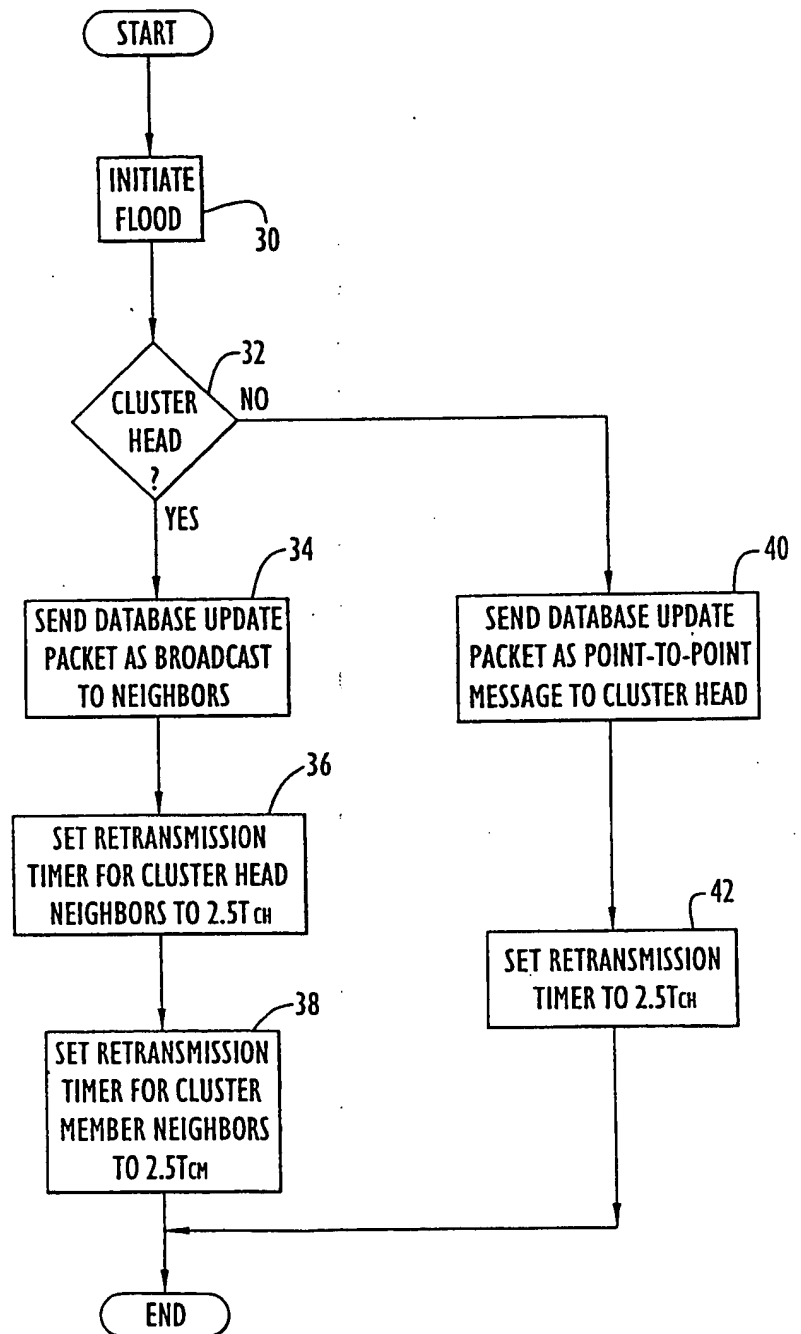 START
INITIATE
FLOOD
30
32
CLUSTER
HEAD
?
NO
YES
34
SEND DATABASE UPDATE
PACKET AS BROADCAST
TO NEIGHBORS
40
SEND DATABASE UPDATE
PACKET AS POINT-TO-POINT
MESSAGE TO CLUSTER HEAD
36
SET RETRANSMISSION
TIMER FOR CLUSTER HEAD
NEIGHBORS TO 2.5TCH
42
SET RETRANSMISSION
TIMER TO 2.5TCH
38
SET RETRANSMISSION
TIMER FOR CLUSTER
MEMBER NEIGHBORS
TO 2.5TCM
END